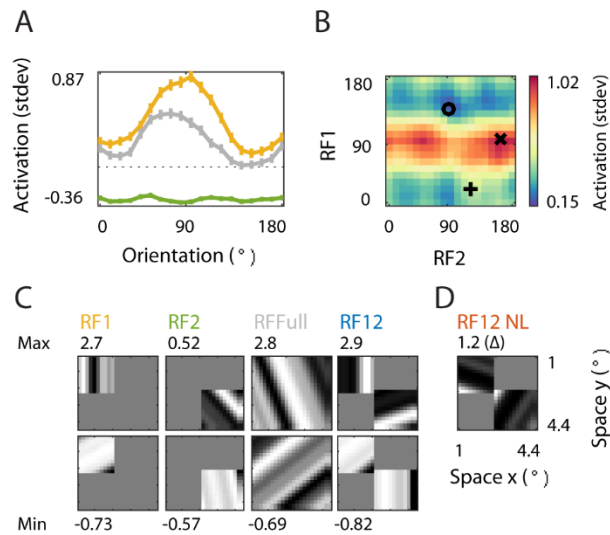 A
B
0.87
-0.36
Activation (stdev)
0
90
180
Orientation (°)
180
90
0
RF1
0
90
180
RF2
1.02
0.15
Activation (stdev)
C
D
RF1
RF2
RFFull
RF12
RF12 NL
Max
2.7
0.52
2.8
2.9
1.2 (Δ)
1
4.4
Space y (°)
1
4.4
Space x (°)
Min
-0.73
-0.57
-0.69
-0.82